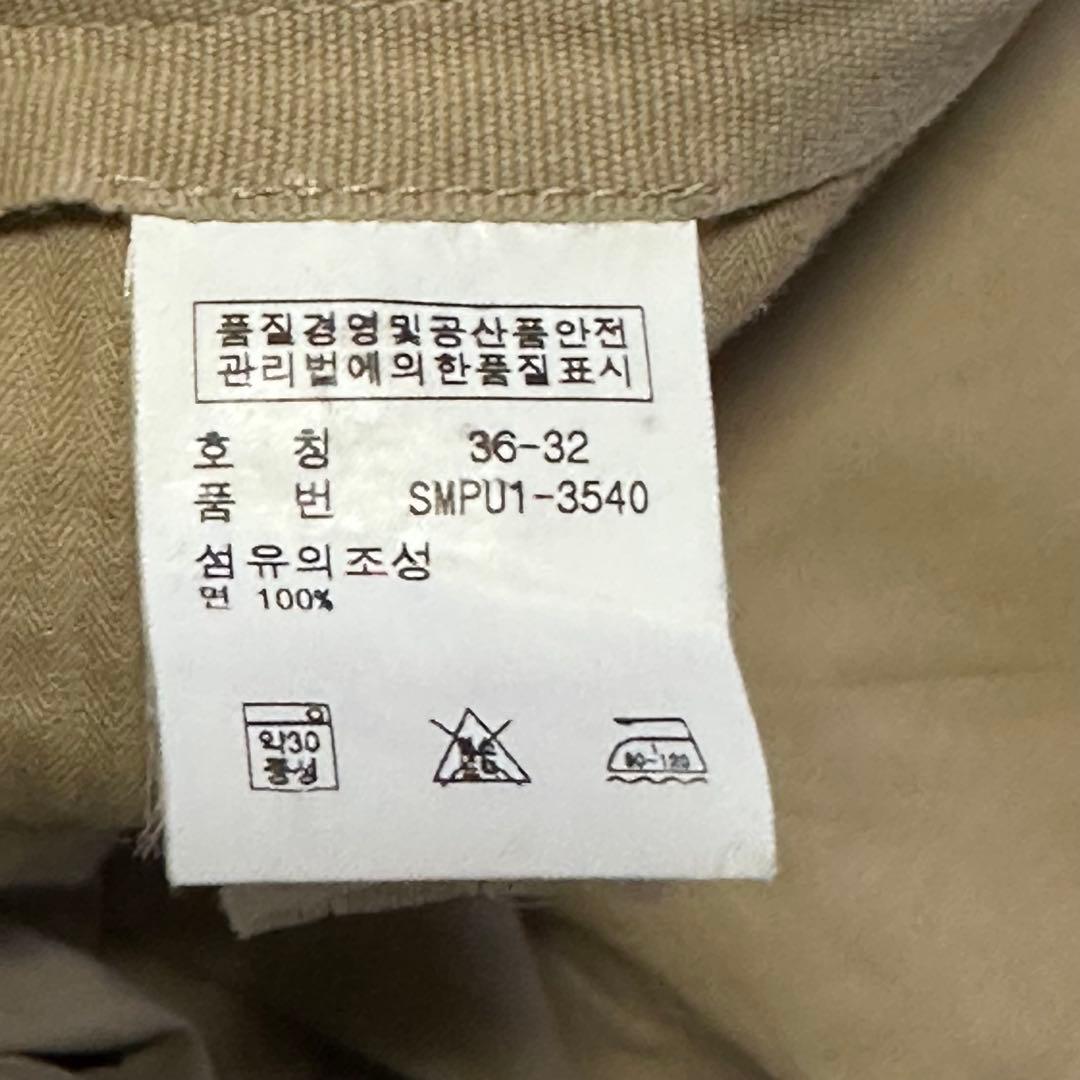 품질경영및공산품안전
관리법에의한품질표시
호 칭 36-32
품 번 SMPU1-3540
섬유의조성
면 100%
약30
중성
80-120